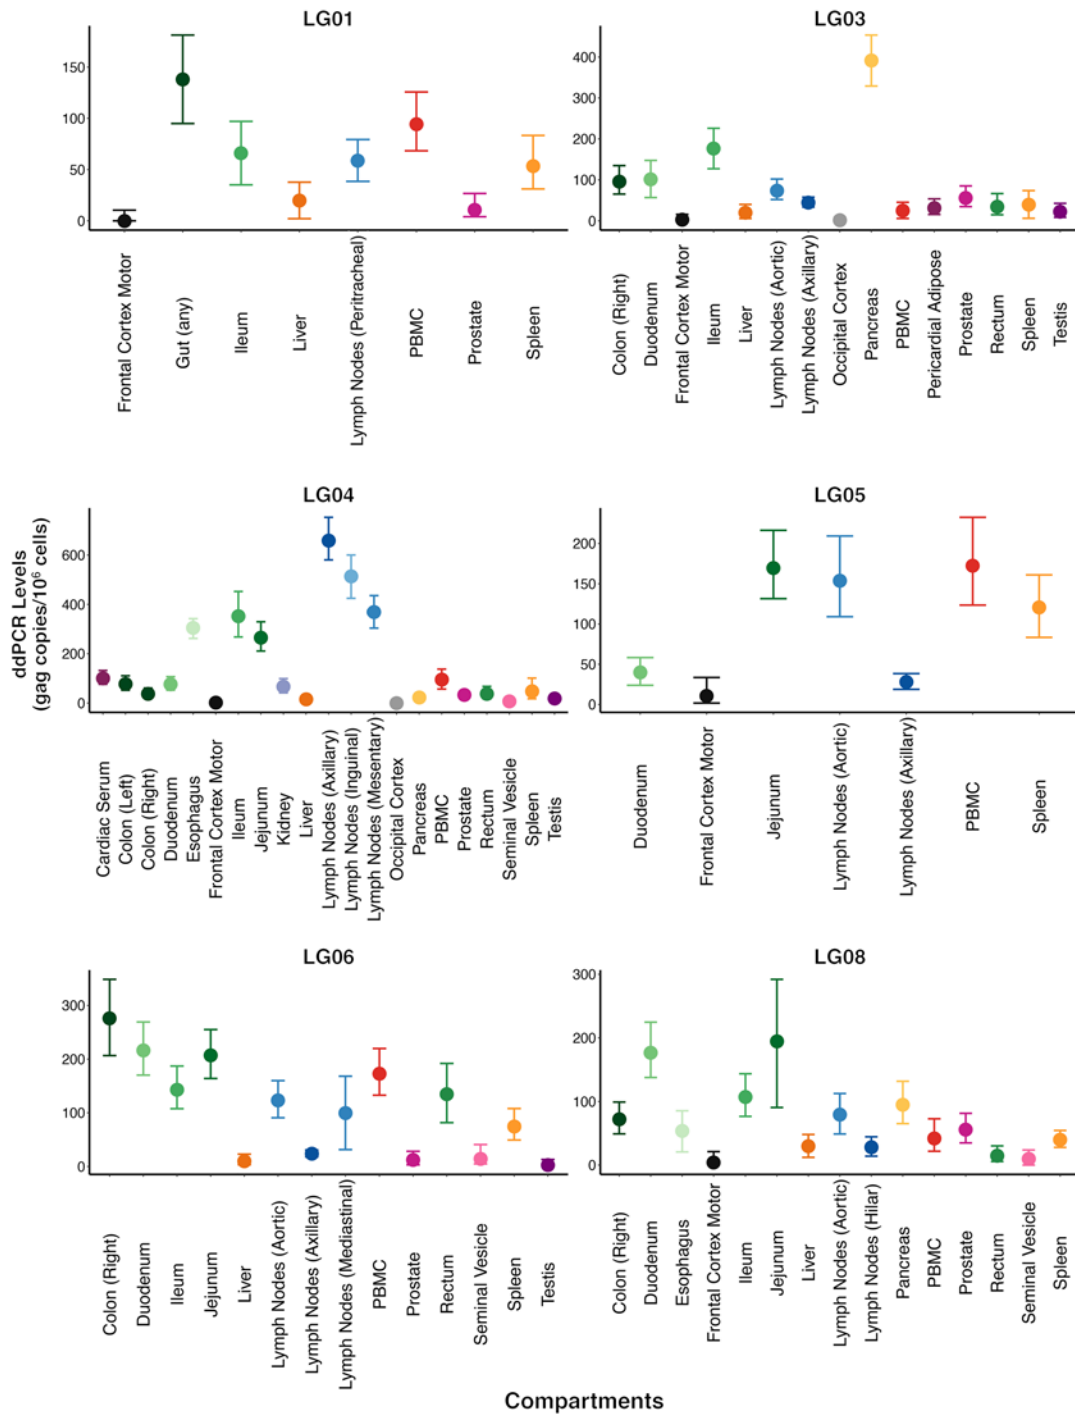 LG01
150
100
50
0
Frontal Cortex Motor
Gut (any)
Ileum
Liver
Lymph Nodes (Peritracheal)
PBMC
Prostate
Spleen
LG03
400
300
200
100
0
Colon (Right)
Duodenum
Frontal Cortex Motor
Ileum
Liver
Lymph Nodes (Aortic)
Lymph Nodes (Axillary)
Occipital Cortex
Pancreas
PBMC
Pericardial Adipose
Prostate
Rectum
Spleen
Testis
ddPCR Levels
(gag copies/10⁶ cells)
LG04
600
400
200
0
Cardiac Serum
Colon (Left)
Colon (Right)
Duodenum
Esophagus
Frontal Cortex Motor
Ileum
Jejunum
Kidney
Liver
Lymph Nodes (Axillary)
Lymph Nodes (Inguinal)
Lymph Nodes (Mesentary)
Occipital Cortex
Pancreas
PBMC
Prostate
Rectum
Seminal Vesicle
Spleen
Testis
LG05
200
150
100
50
0
Duodenum
Frontal Cortex Motor
Jejunum
Lymph Nodes (Aortic)
Lymph Nodes (Axillary)
PBMC
Spleen
LG06
300
200
100
0
Colon (Right)
Duodenum
Ileum
Jejunum
Liver
Lymph Nodes (Aortic)
Lymph Nodes (Axillary)
Lymph Nodes (Mediastinal)
PBMC
Prostate
Rectum
Seminal Vesicle
Spleen
Testis
LG08
300
200
100
0
Colon (Right)
Duodenum
Esophagus
Frontal Cortex Motor
Ileum
Jejunum
Liver
Lymph Nodes (Aortic)
Lymph Nodes (Hilar)
Pancreas
PBMC
Prostate
Rectum
Seminal Vesicle
Spleen
Compartments